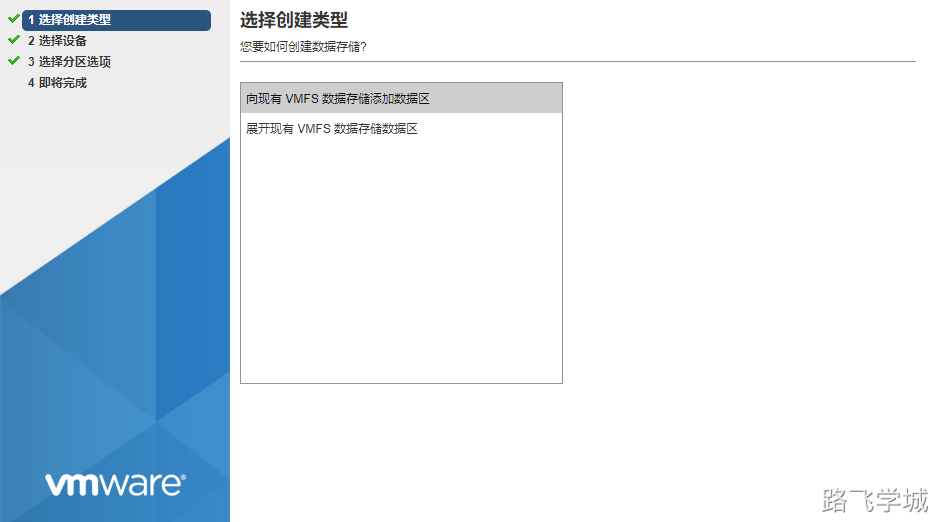 1 选择创建类型
2 选择设备
3 选择分区选项
4 即将完成
选择创建类型
您要如何创建数据存储?
向现有 VMFS 数据存储添加数据区
展开现有 VMFS 数据存储数据区
vmware®
路飞学城